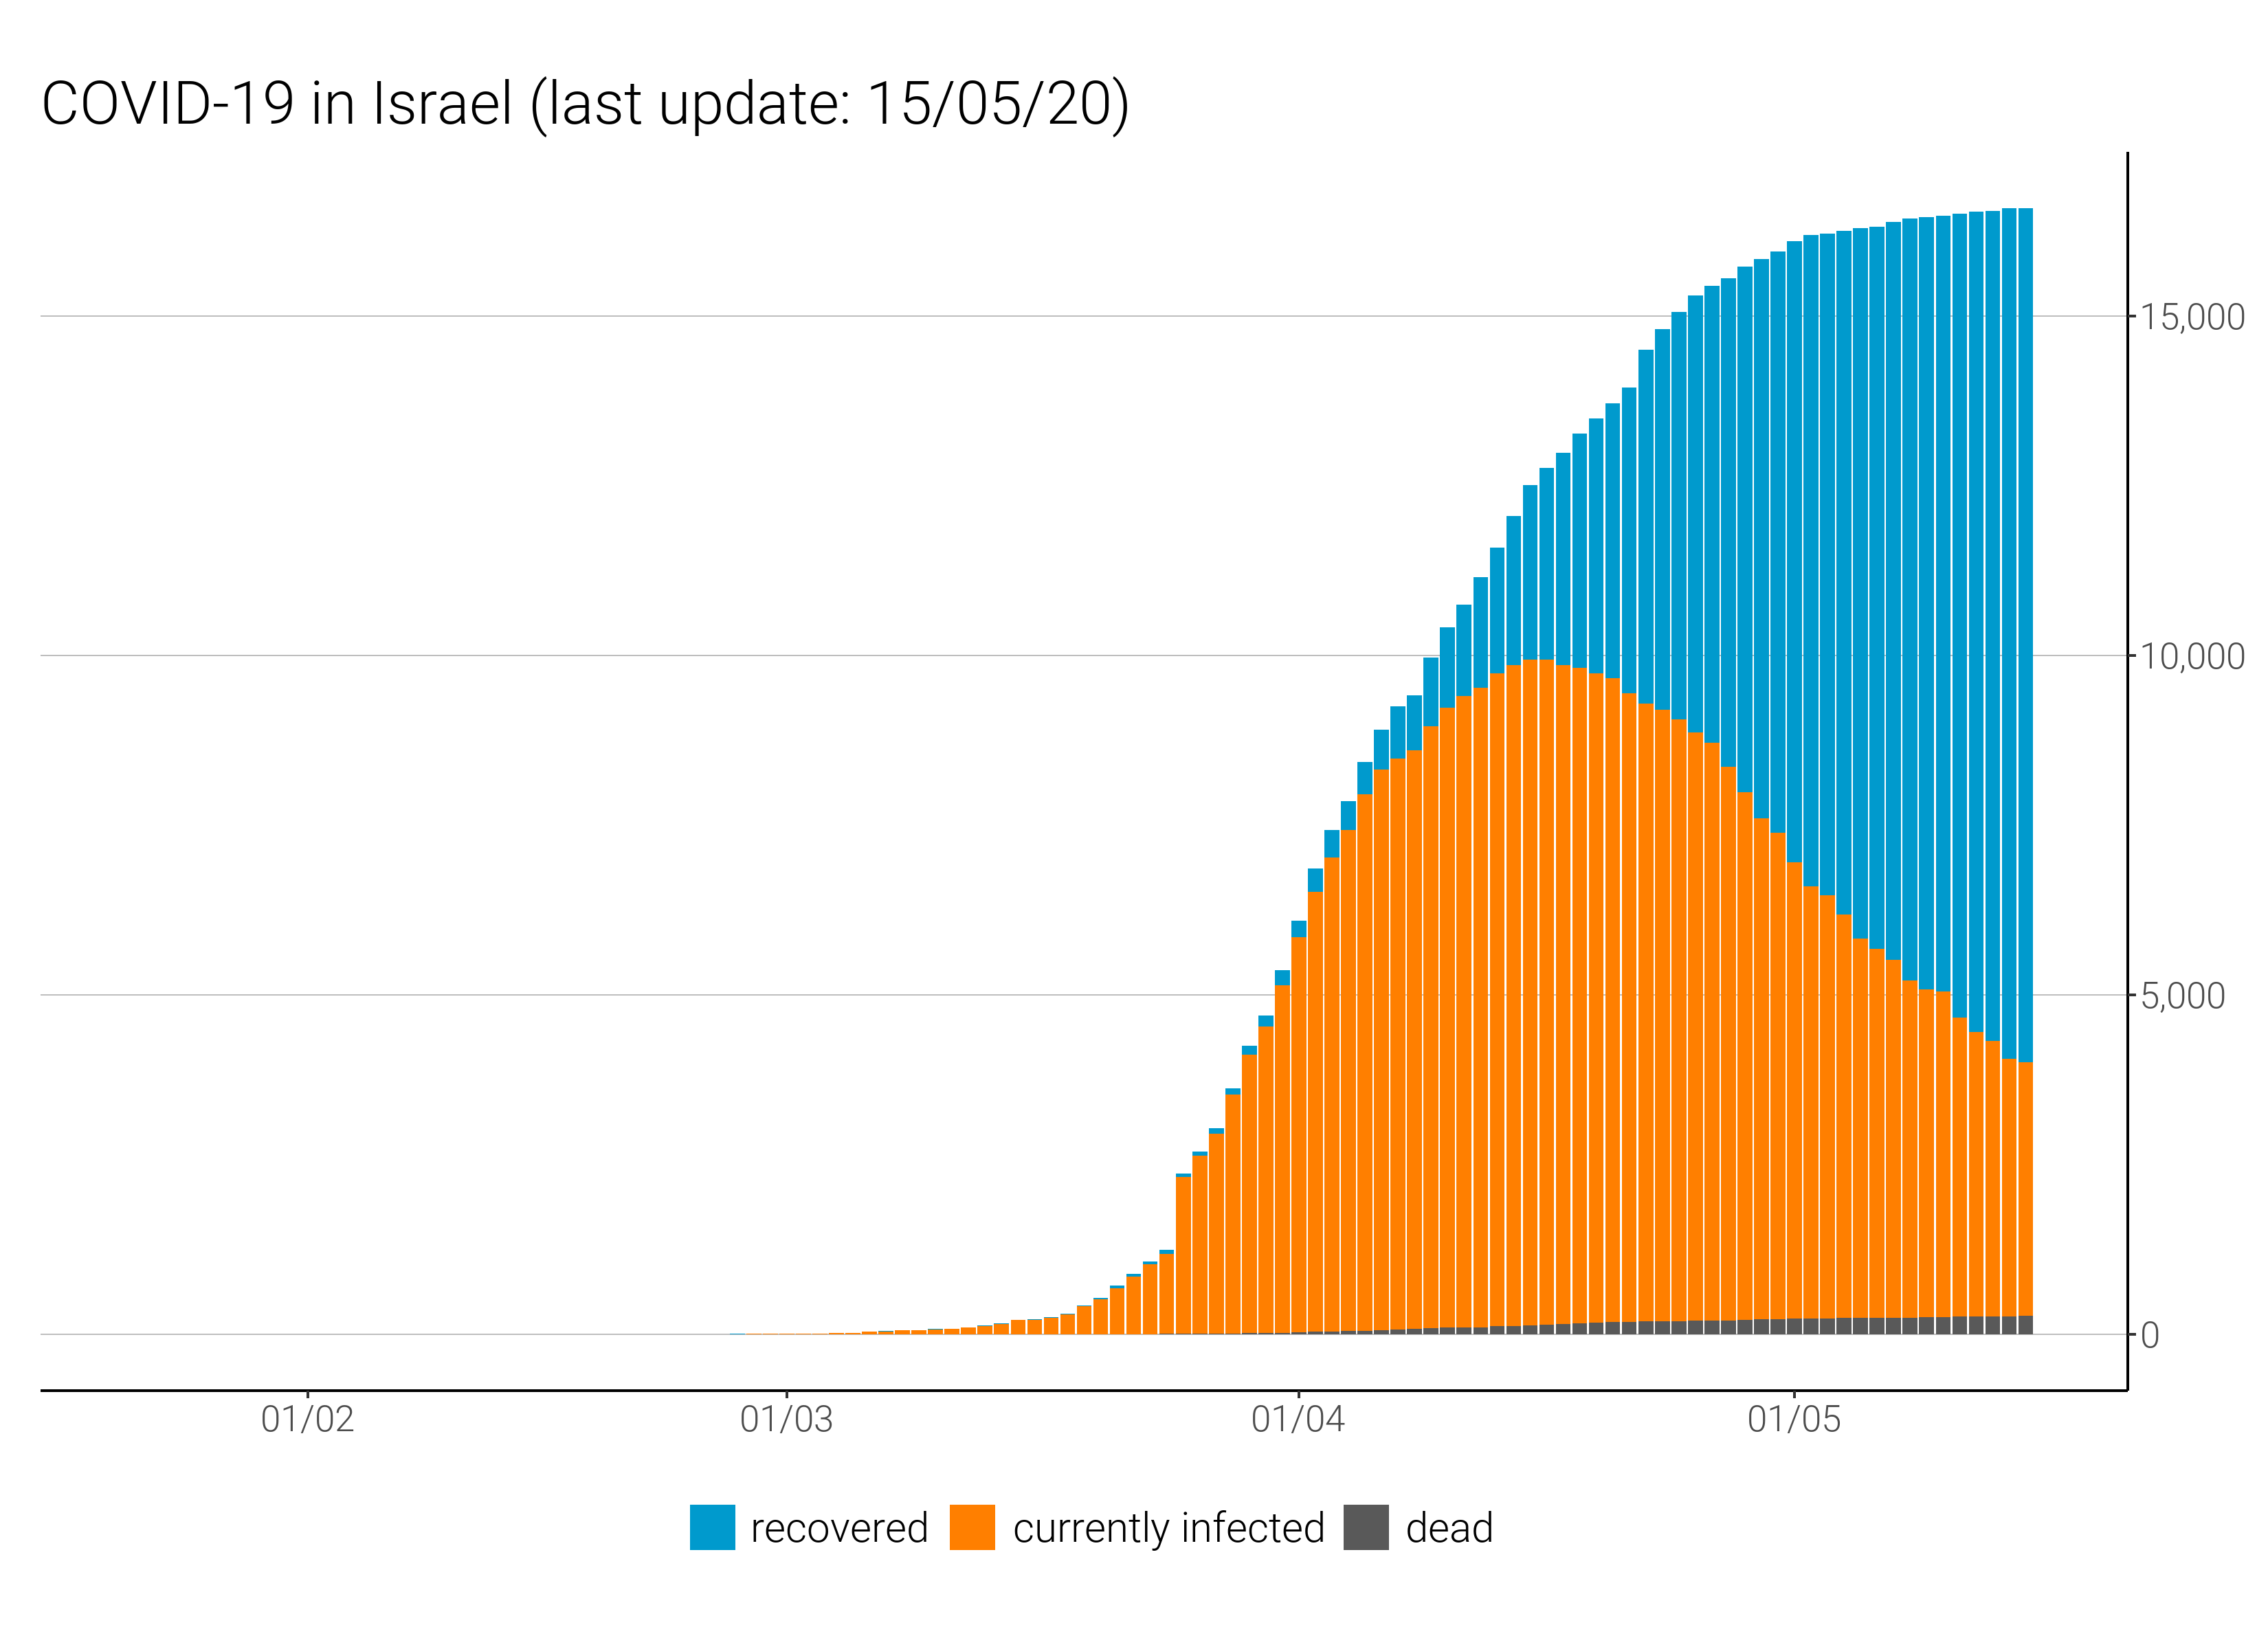 COVID-19 in Israel (last update: 15/05/20)
15,000
10,000
5,000
0
01/02 01/03 01/04 01/05
recovered currently infected dead